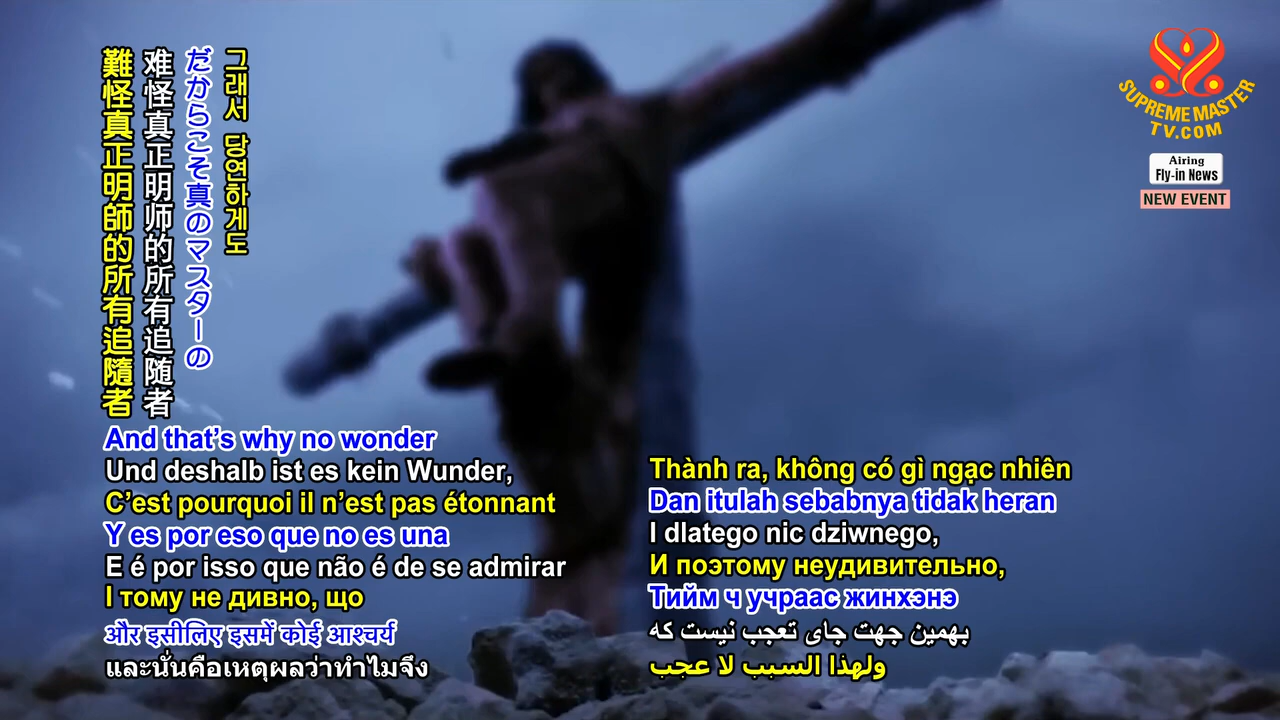 難怪真正明師的所有追隨者
难怪真正明师的所有追随者
だからこそ真のマスターの
그래서 당연하게도
And that's why no wonder
Und deshalb ist es kein Wunder,
C'est pourquoi il n'est pas étonnant
Y es por eso que no es una
E é por isso que não é de se admirar
І тому не дивно, що
और इसीलिए इसमें कोई आश्चर्य
และนั่นคือเหตุผลว่าทำไมจึง
Thành ra, không có gì ngạc nhiên
Dan itulah sebabnya tidak heran
I dlatego nic dziwnego,
И поэтому неудивительно,
Тийм ч учраас жинхэнэ
بهمین جهت جای تعجب نیست که
ولهذا السبب لا عجب
SUPREME MASTER
TV.COM
Airing
Fly-in News
NEW EVENT